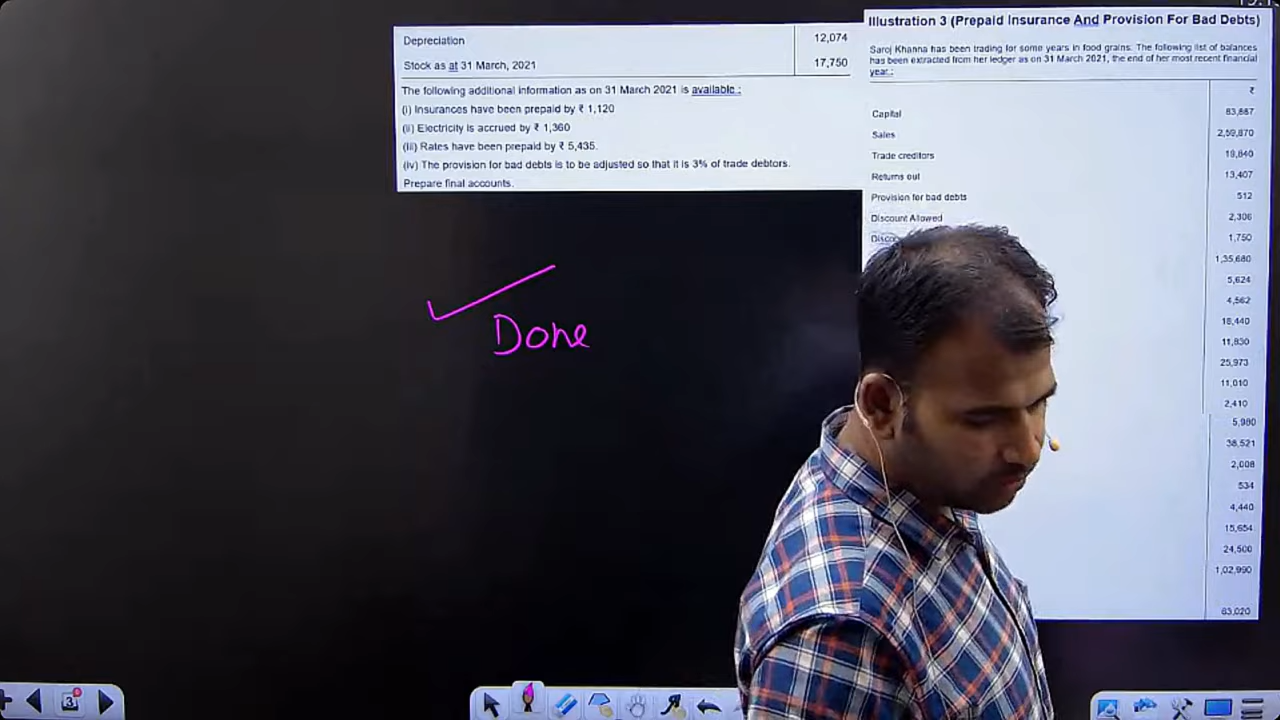 Depreciation 12,074
Stock as at 31 March, 2021 17,750
The following additional information as on 31 March 2021 is available :
(i) Insurances have been prepaid by ₹ 1,120
(ii) Electricity is accrued by ₹ 1,360
(iii) Rates have been prepaid by ₹ 5,435.
(iv) The provision for bad debts is to be adjusted so that it is 3% of trade debtors.
Prepare final accounts.
Done
Illustration 3 (Prepaid Insurance And Provision For Bad Debts)
Saroj Khanna has been trading for some years in food grains. The following list of balances
has been extracted from her ledger as on 31 March 2021, the end of her most recent financial
year :
₹
Capital 83,887
Sales 2,59,870
Trade creditors 19,840
Returns out 13,407
Provision for bad debts 512
Discount Allowed 2,306
1,750
1,35,680
5,624
4,562
18,440
11,830
25,973
11,010
2,410
5,980
38,521
2,008
534
4,440
15,654
24,500
1,02,990
63,020
3